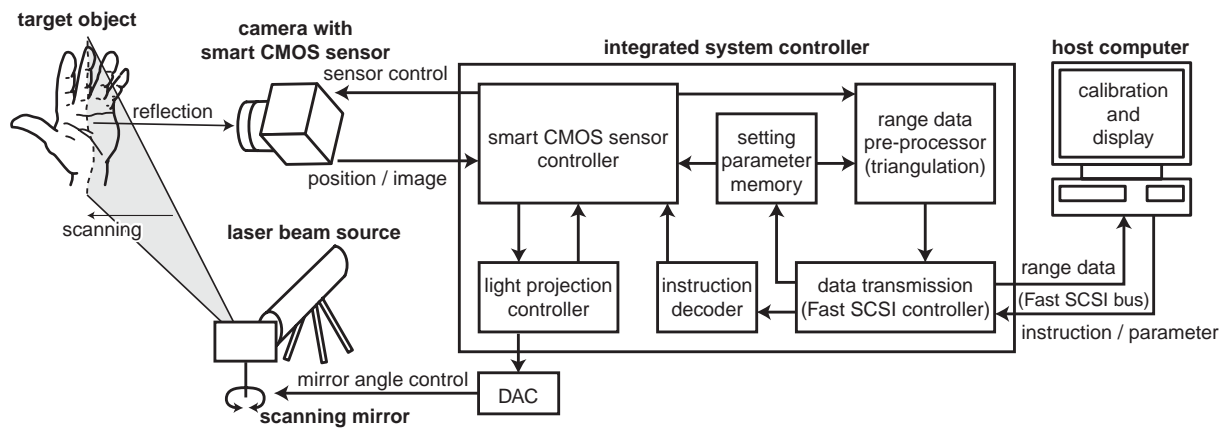 target object
camera with
smart CMOS sensor
integrated system controller
host computer
sensor control
reflection
position / image
scanning
smart CMOS sensor
controller
setting
parameter
memory
range data
pre-processor
(triangulation)
calibration
and
display
laser beam source
light projection
controller
instruction
decoder
data transmission
(Fast SCSI controller)
range data
(Fast SCSI bus)
instruction / parameter
mirror angle control
DAC
scanning mirror